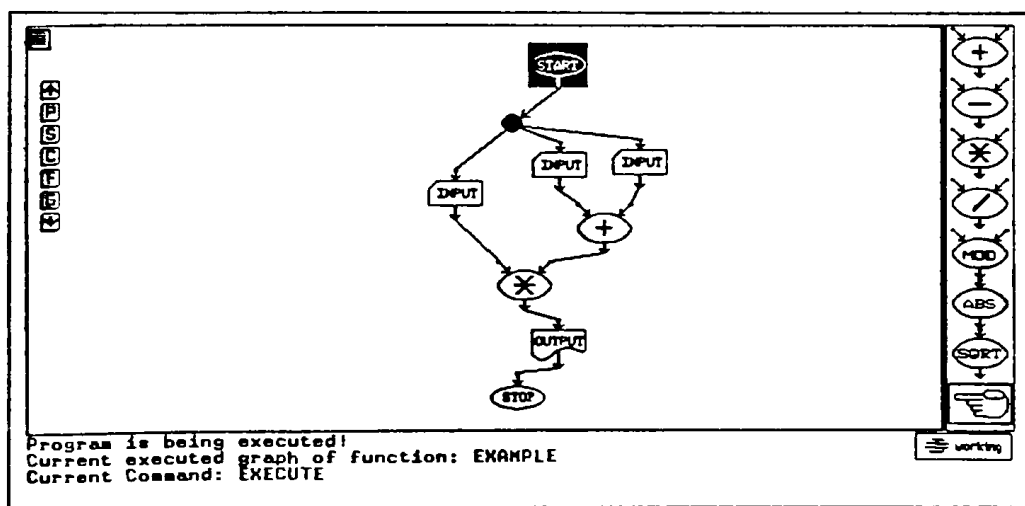 START
P
S
C
F
G
INPUT
INPUT
INPUT
+
*
OUTPUT
STOP
+
−
*
/
MOD
ABS
SQRT
working
Program is being executed!
Current executed graph of function: EXAMPLE
Current Command: EXECUTE